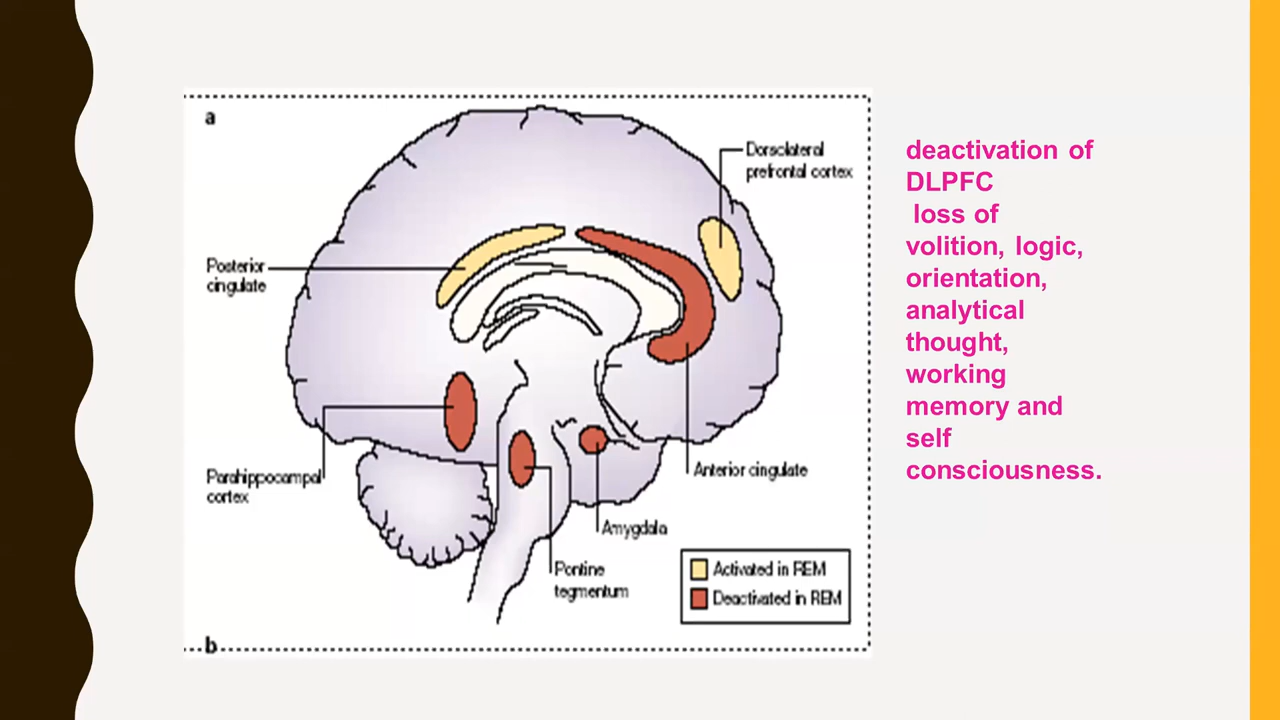 a
Dorsolateral
prefrontal cortex
Posterior
cingulate
Parahippocampal
cortex
Anterior cingulate
Amygdala
Pontine
tegmentum
Activated in REM
Deactivated in REM
b
deactivation of
DLPFC
loss of
volition, logic,
orientation,
analytical
thought,
working
memory and
self
consciousness.